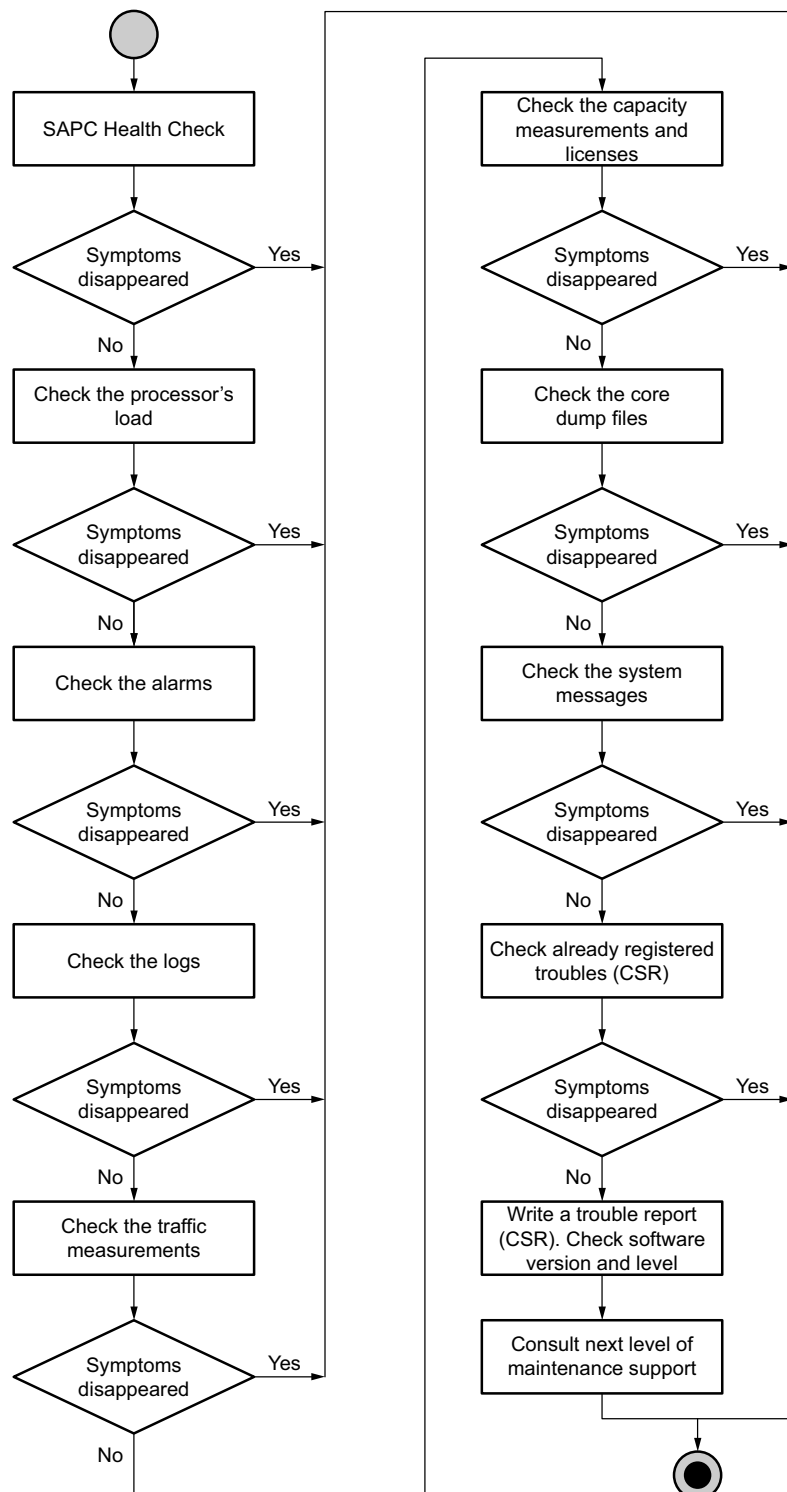 SAPC Health Check
Symptoms
disappeared
Yes
No
Check the processor's
load
Symptoms
disappeared
Yes
No
Check the alarms
Symptoms
disappeared
Yes
No
Check the logs
Symptoms
disappeared
Yes
No
Check the traffic
measurements
Symptoms
disappeared
Yes
No
Check the capacity
measurements and
licenses
Symptoms
disappeared
Yes
No
Check the core
dump files
Symptoms
disappeared
Yes
No
Check the system
messages
Symptoms
disappeared
Yes
No
Check already registered
troubles (CSR)
Symptoms
disappeared
Yes
No
Write a trouble report
(CSR). Check software
version and level
Consult next level of
maintenance support